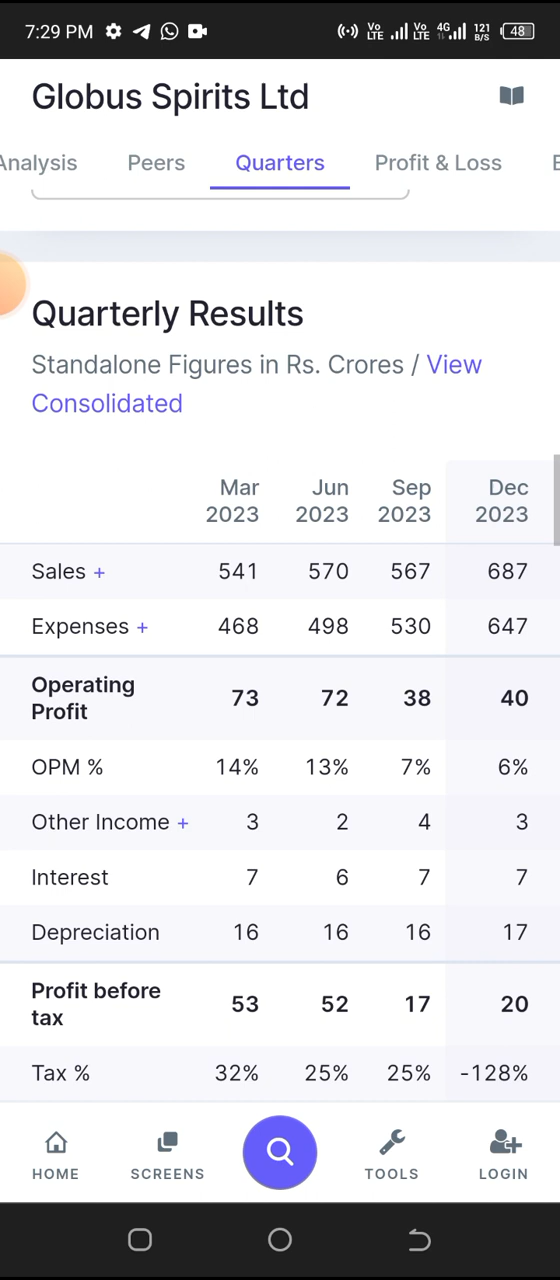 7:29 PM Vo LTE Vo LTE 4G 121 B/S 48
Globus Spirits Ltd
Analysis Peers Quarters Profit & Loss
Quarterly Results
Standalone Figures in Rs. Crores / View
Consolidated
Mar Jun Sep Dec
2023 2023 2023 2023
Sales + 541 570 567 687
Expenses + 468 498 530 647
Operating
Profit 73 72 38 40
OPM % 14% 13% 7% 6%
Other Income + 3 2 4 3
Interest 7 6 7 7
Depreciation 16 16 16 17
Profit before
tax 53 52 17 20
Tax % 32% 25% 25% -128%
HOME SCREENS TOOLS LOGIN